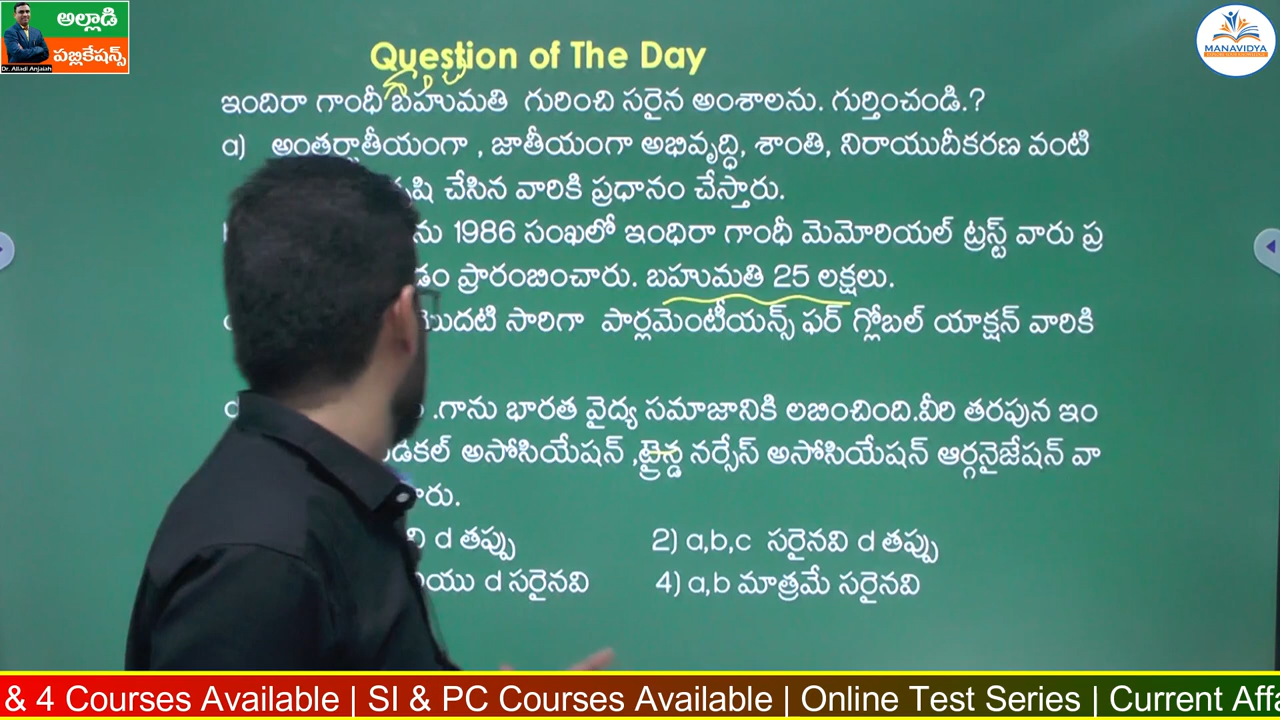 అల్లాడి
పబ్లికేషన్స్
Dr. Alladi Anjaiah
MANAVIDYA
Question of The Day
ఇందిరా గాంధీ బహుమతి గురించి సరైన అంశాలను. గుర్తించండి.?
a) అంతర్జాతీయంగా , జాతీయంగా అభివృద్ధి, శాంతి, నిరాయుదీకరణ వంటి
చేసిన వారికి ప్రధానం చేస్తారు.
ను 1986 సంఖలో ఇంధిరా గాంధీ మెమోరియల్ ట్రస్ట్ వారు ప్ర
డం ప్రారంబించారు. బహుమతి 25 లక్షలు.
మొదటి సారిగా పార్లమెంటీయన్స్ ఫర్ గ్లోబల్ యాక్షన్ వారికి
.గాను భారత వైద్య సమాజానికి లబించింది.వీరి తరపున ఇం
డికల్ అసోసియేషన్ ,ట్రైన్డ నర్సేస్ అసోసియేషన్ ఆర్గనైజేషన్ వా
రు.
వి d తప్పు 2) a,b,c సరైనవి d తప్పు
యు d సరైనవి 4) a,b మాత్రమే సరైనవి
& 4 Courses Available | SI & PC Courses Available | Online Test Series | Current Affa